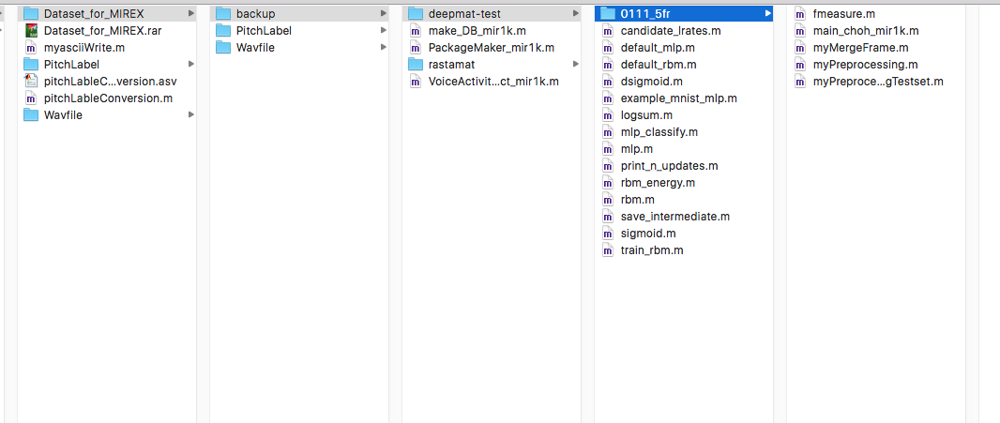 Dataset_for_MIREX
Dataset_for_MIREX.rar
myasciiWrite.m
PitchLabel
pitchLableC...version.asv
pitchLableConversion.m
Wavfile
backup
PitchLabel
Wavfile
deepmat-test
make_DB_mir1k.m
PackageMaker_mir1k.m
rastamat
VoiceActivit...ct_mir1k.m
0111_5fr
candidate_lrates.m
default_mlp.m
default_rbm.m
dsigmoid.m
example_mnist_mlp.m
logsum.m
mlp_classify.m
mlp.m
print_n_updates.m
rbm_energy.m
rbm.m
save_intermediate.m
sigmoid.m
train_rbm.m
fmeasure.m
main_choh_mir1k.m
myMergeFrame.m
myPreprocessing.m
myPreproce...gTestset.m